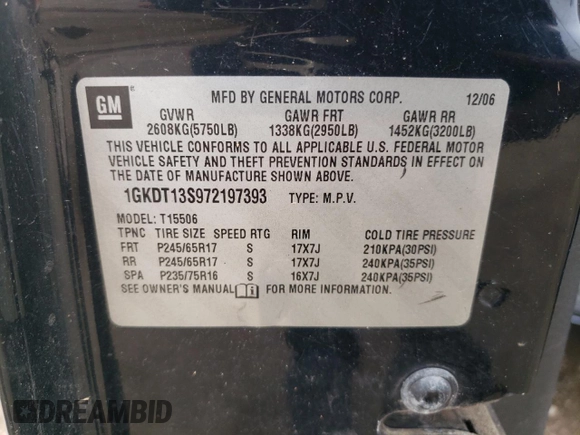 GM
MFD BY GENERAL MOTORS CORP. 12/06
GVWR GAWR FRT GAWR RR
2608KG(5750LB) 1338KG(2950LB) 1452KG(3200LB)
THIS VEHICLE CONFORMS TO ALL APPLICABLE U.S. FEDERAL MOTOR
VEHICLE SAFETY AND THEFT PREVENTION STANDARDS IN EFFECT ON
THE DATE OF MANUFACTURE SHOWN ABOVE.
1GKDT13S972197393 TYPE: M.P.V.
MODEL: T15506
TPNC TIRE SIZE SPEED RTG RIM COLD TIRE PRESSURE
FRT P245/65R17 S 17X7J 210KPA(30PSI)
RR P245/65R17 S 17X7J 240KPA(35PSI)
SPA P235/75R16 S 16X7J 240KPA(35PSI)
SEE OWNER'S MANUAL FOR MORE INFORMATION.
DREAMBID